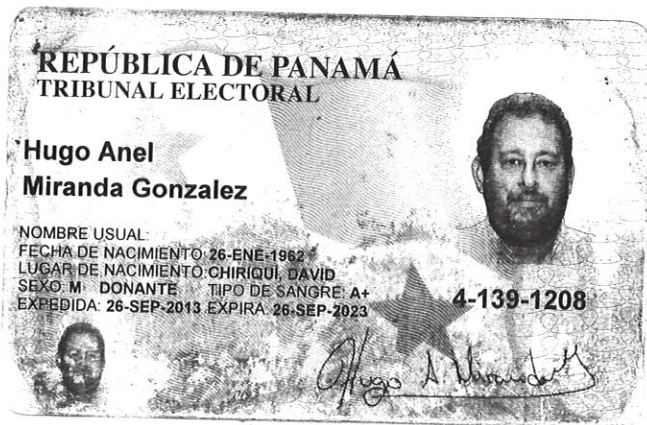 REPÚBLICA DE PANAMÁ
TRIBUNAL ELECTORAL
Hugo Anel
Miranda Gonzalez
NOMBRE USUAL:
FECHA DE NACIMIENTO: 26-ENE-1962
LUGAR DE NACIMIENTO: CHIRIQUÍ, DAVID
SEXO: M DONANTE TIPO DE SANGRE: A+
EXPEDIDA: 26-SEP-2013 EXPIRA: 26-SEP-2023
4-139-1208
Hugo A. Miranda G